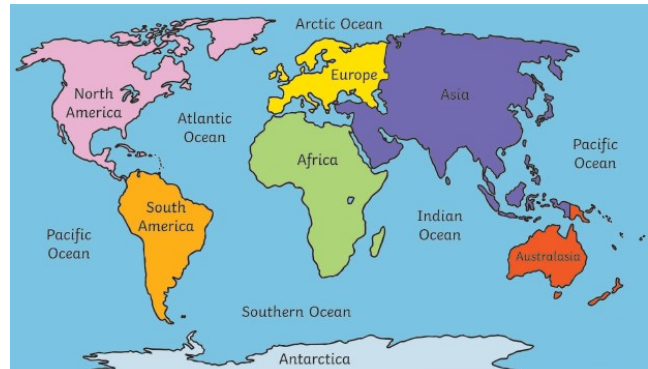 Arctic Ocean
North
America
Europe
Asia
Atlantic
Ocean
Africa
Pacific
Ocean
South
America
Indian
Ocean
Pacific
Ocean
Australasia
Southern Ocean
Antarctica